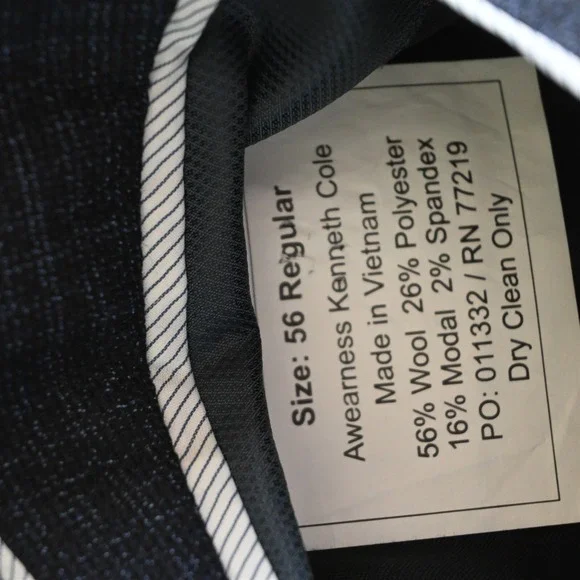 Size: 56 Regular
Awearness Kenneth Cole
Made in Vietnam
56% Wool 26% Polyester
16% Modal 2% Spandex
PO: 011332 / RN 77219
Dry Clean Only